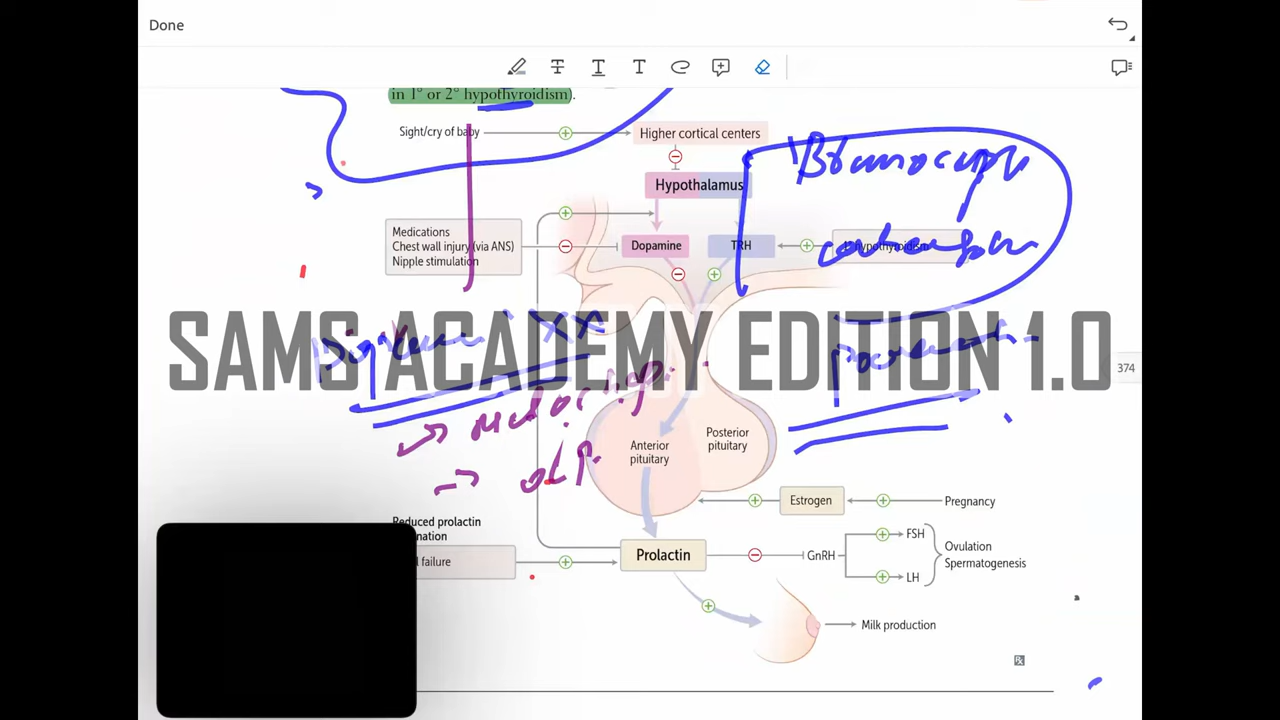 Done
in 1° or 2° hypothyroidism).
Sight/cry of baby
Higher cortical centers
Hypothalamus
Medications
Chest wall injury (via ANS)
Nipple stimulation
Dopamine
TRH
hypothyroidism
SAMS ACADEMY EDITION 1.0
374
Anterior
pituitary
Posterior
pituitary
Estrogen
Pregnancy
Reduced prolactin
failure
Prolactin
GnRH
FSH
LH
Ovulation
Spermatogenesis
Milk production